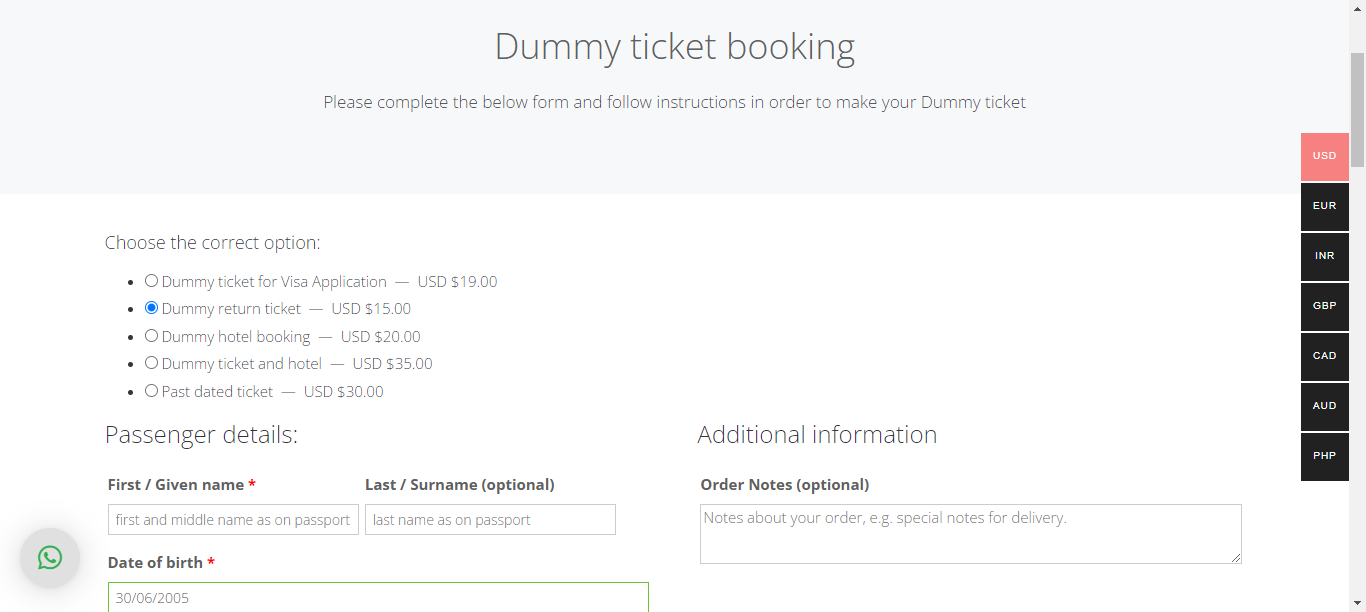 Dummy ticket booking
Please complete the below form and follow instructions in order to make your Dummy ticket
USD
EUR
INR
GBP
CAD
AUD
PHP
Choose the correct option:
Dummy ticket for Visa Application — USD $19.00
Dummy return ticket — USD $15.00
Dummy hotel booking — USD $20.00
Dummy ticket and hotel — USD $35.00
Past dated ticket — USD $30.00
Passenger details:
First / Given name *
Last / Surname (optional)
first and middle name as on passport
last name as on passport
Date of birth *
30/06/2005
Additional information
Order Notes (optional)
Notes about your order, e.g. special notes for delivery.